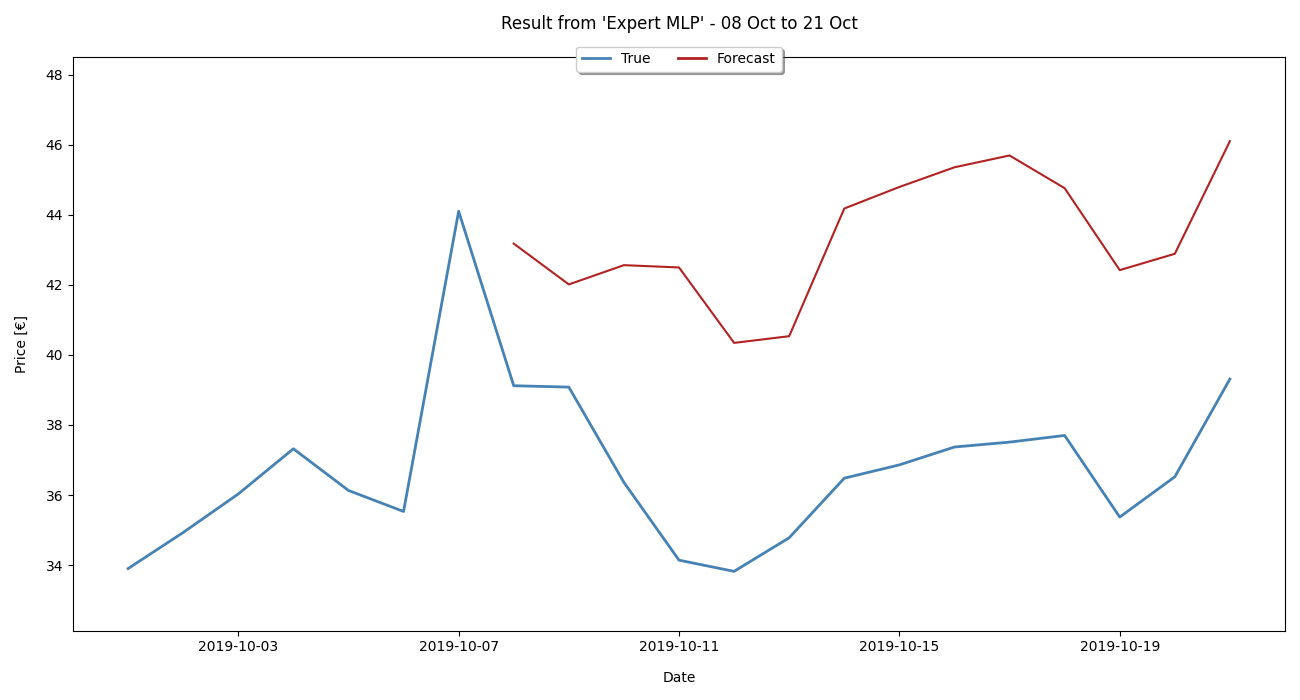 Result from 'Expert MLP' - 08 Oct to 21 Oct
True Forecast
48
46
44
42
40
38
36
34
Price [€]
2019-10-03 2019-10-07 2019-10-11 2019-10-15 2019-10-19
Date